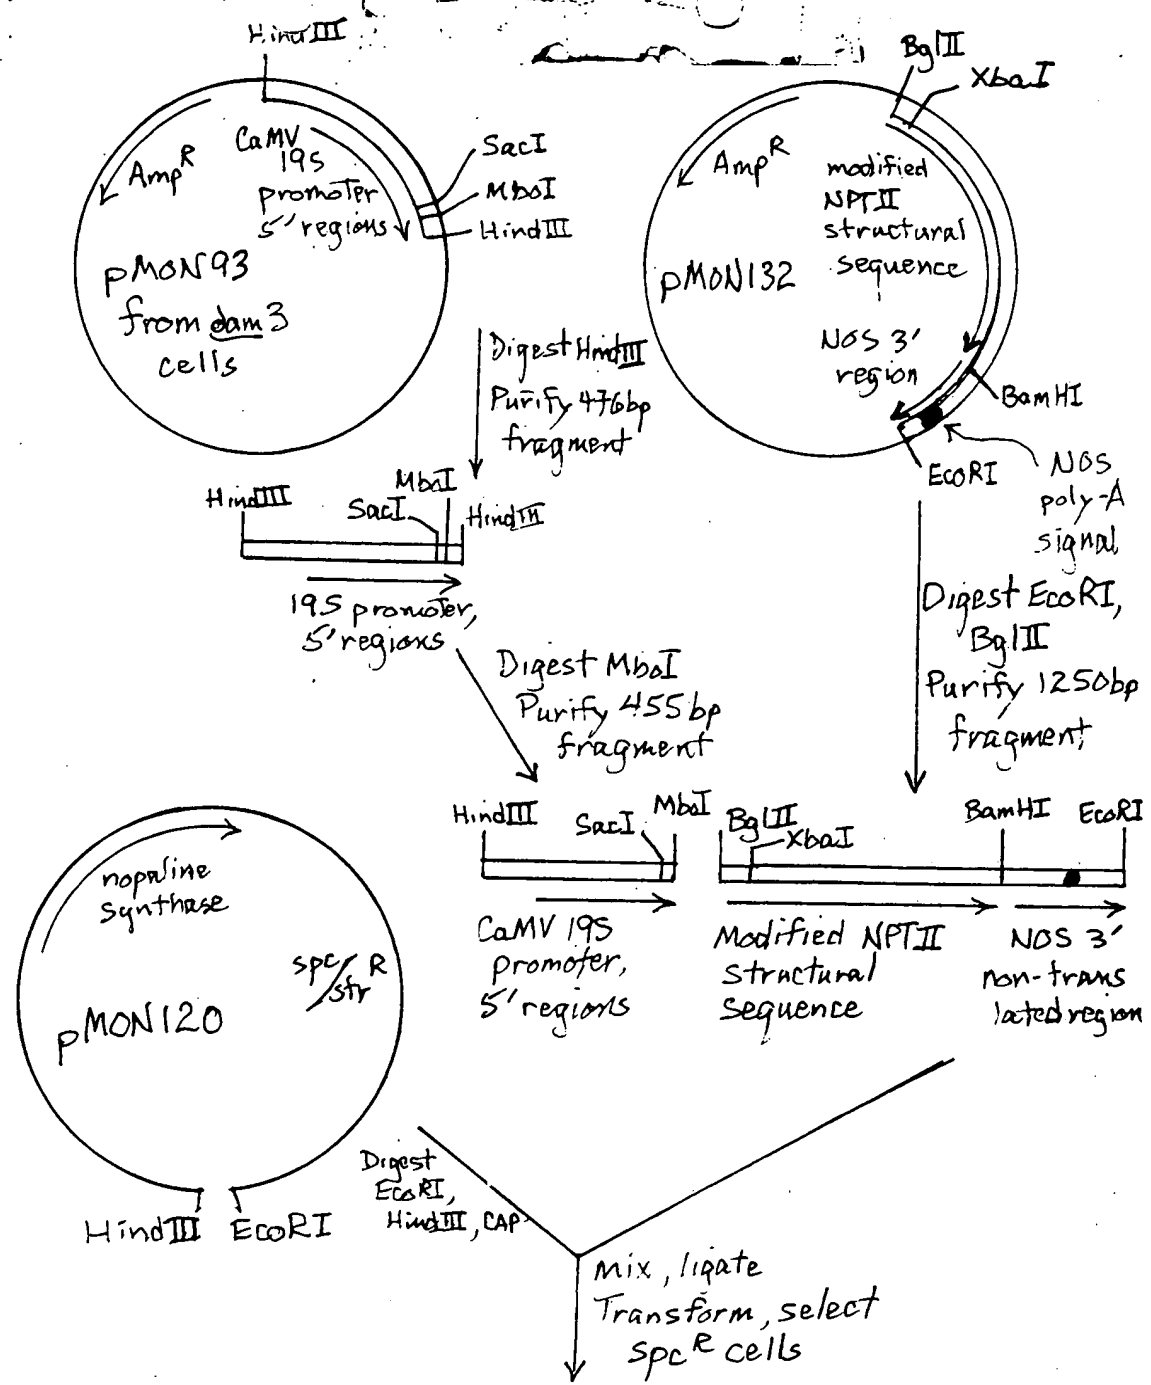 HindIII
AmpR
CaMV
19S
promoter
5' regions
SacI
MboI
HindIII
pMON93
from dam3
cells
BglII
XbaI
AmpR
modified
NPTII
structural
sequence
pMON132
NOS 3'
region
BamHI
EcoRI
NOS
poly-A
signal
Digest HindIII
Purify 476bp
fragment
HindIII
SacI
MboI
HindIII
19S promoter,
5' regions
Digest MboI
Purify 455bp
fragment
Digest EcoRI,
BglII
Purify 1250bp
fragment
HindIII
SacI
MboI
BglII
XbaI
BamHI
EcoRI
CaMV 19S
promoter,
5' regions
Modified NPTII
structural
sequence
NOS 3'
non-trans
lated region
nopaline
synthase
spc/str R
pMON120
HindIII
EcoRI
Digest
EcoRI,
HindIII, CAP
Mix, ligate
Transform, select
spcR cells